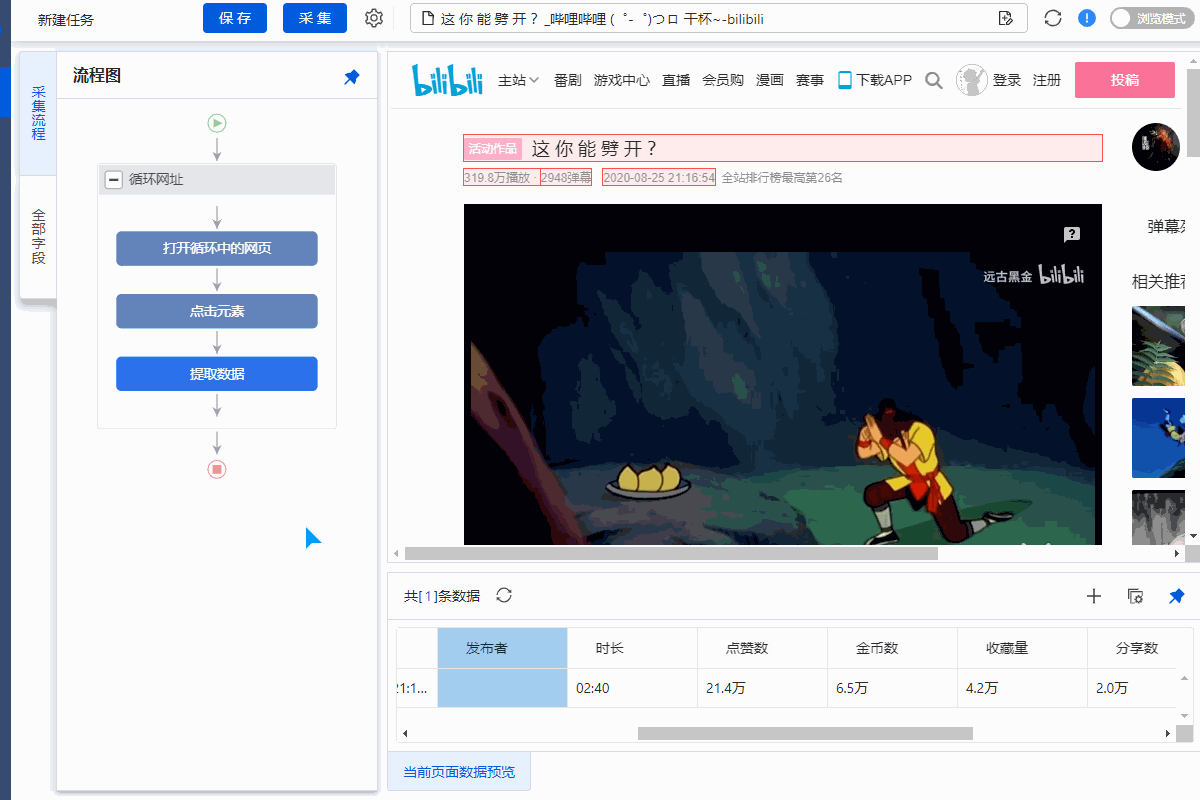 新建任务
保 存
采 集
这 你 能 劈 开 ？_哔哩哔哩 (゜-゜)つロ 干杯~-bilibili
浏览模式
采集流程
全部字段
流程图
循环网址
打开循环中的网页
点击元素
提取数据
bilibili
主站
番剧
游戏中心
直播
会员购
漫画
赛事
下载APP
登录
注册
投稿
活动作品
这 你 能 劈 开 ？
319.8万播放 · 2948弹幕 2020-08-25 21:16:54 全站排行榜最高第26名
弹幕
相关推荐
远古黑金 bilibili
共[ 1 ]条数据
发布者 时长 点赞数 金币数 收藏量 分享数
21:1... 02:40 21.4万 6.5万 4.2万 2.0万
当前页面数据预览